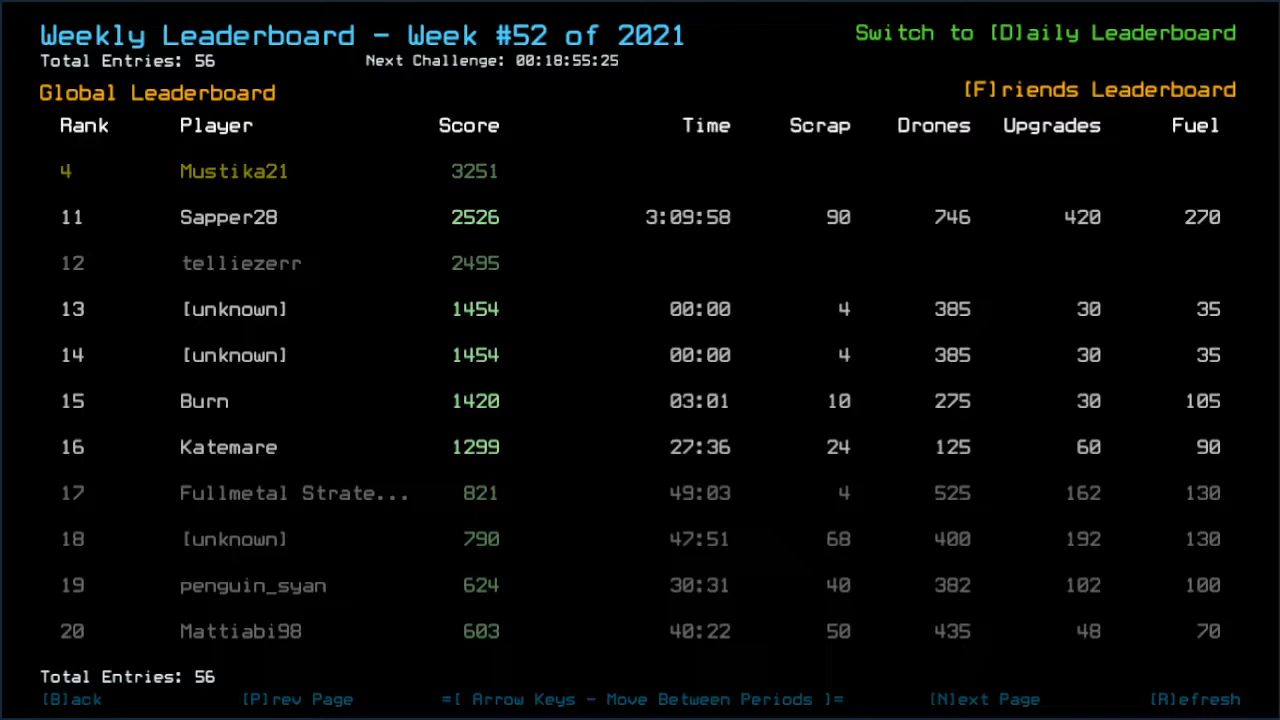 Weekly Leaderboard - Week #52 of 2021 Switch to [D]aily Leaderboard
Total Entries: 56 Next Challenge: 00:18:55:25
Global Leaderboard [F]riends Leaderboard
Rank Player Score Time Scrap Drones Upgrades Fuel
4 Mustika21 3251
11 Sapper28 2526 3:09:58 90 746 420 270
12 telliezerr 2495
13 [unknown] 1454 00:00 4 385 30 35
14 [unknown] 1454 00:00 4 385 30 35
15 Burn 1420 03:01 10 275 30 105
16 Katemare 1299 27:36 24 125 60 90
17 Fullmetal Strate... 821 49:03 4 525 162 130
18 [unknown] 790 47:51 68 400 192 130
19 penguin_syan 624 30:31 40 382 102 100
20 Mattiabi98 603 40:22 50 435 48 70
Total Entries: 56
[B]ack [P]rev Page =[ Arrow Keys - Move Between Periods ]= [N]ext Page [R]efresh